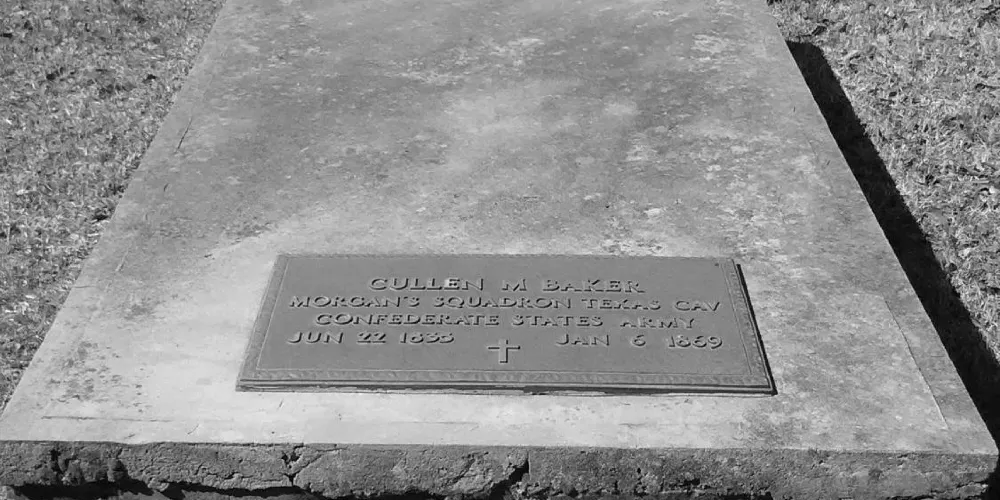 CULLEN M BAKER
MORGAN'S SQUADRON TEXAS CAV
CONFEDERATE STATES ARMY
JUN 22 1835 JAN 6 1869